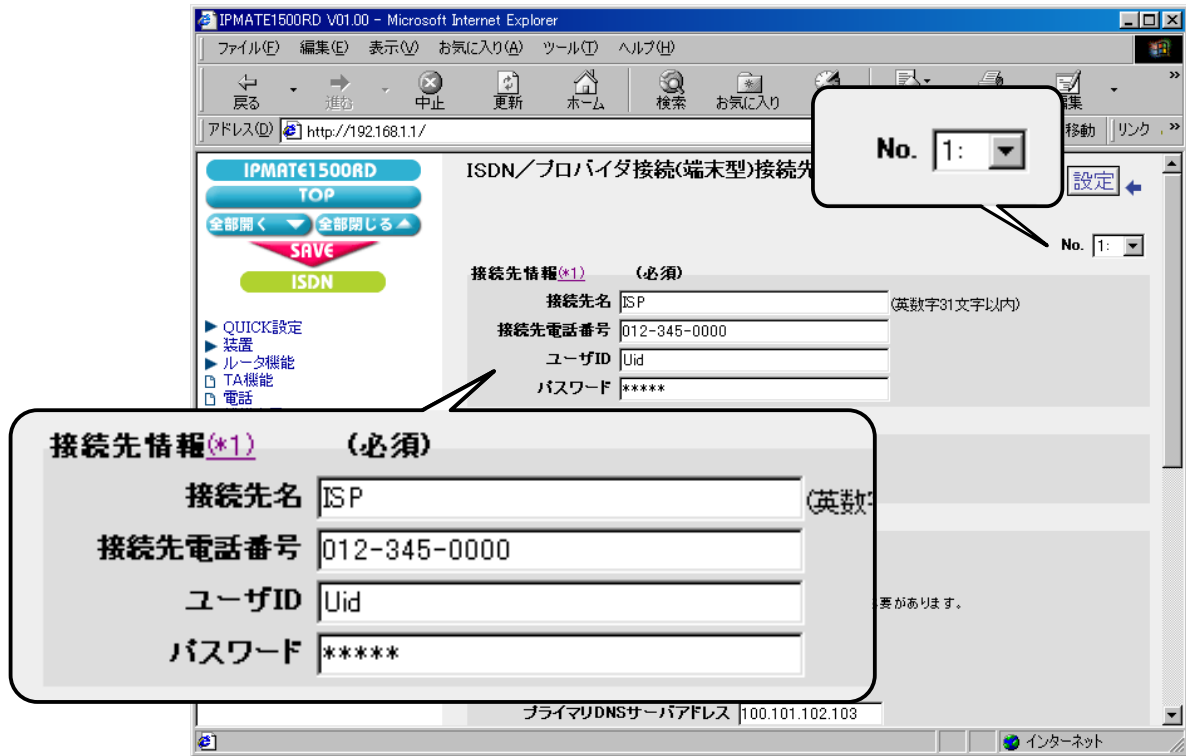 IPMATE1500RD V01.00 - Microsoft Internet Explorer
ファイル(F) 編集(E) 表示(V) お気に入り(A) ツール(T) ヘルプ(H)
戻る 進む 中止 更新 ホーム 検索 お気に入り 編集 »
アドレス(D) http://192.168.1.1/ 移動 リンク »
IPMATE1500RD
TOP
全部開く 全部閉じる
SAVE
ISDN
QUICK設定
装置
ルータ機能
TA機能
電話
ISDN/プロバイダ接続(端末型)接続先
設定
No. 1:
No. 1:
接続先情報(*1) (必須)
接続先名 ISP (英数字31文字以内)
接続先電話番号 012-345-0000
ユーザID Uid
パスワード *****
接続先情報(*1) (必須)
接続先名 ISP (英数
接続先電話番号 012-345-0000
ユーザID Uid
パスワード *****
要があります。
プライマリDNSサーバアドレス 100.101.102.103
インターネット